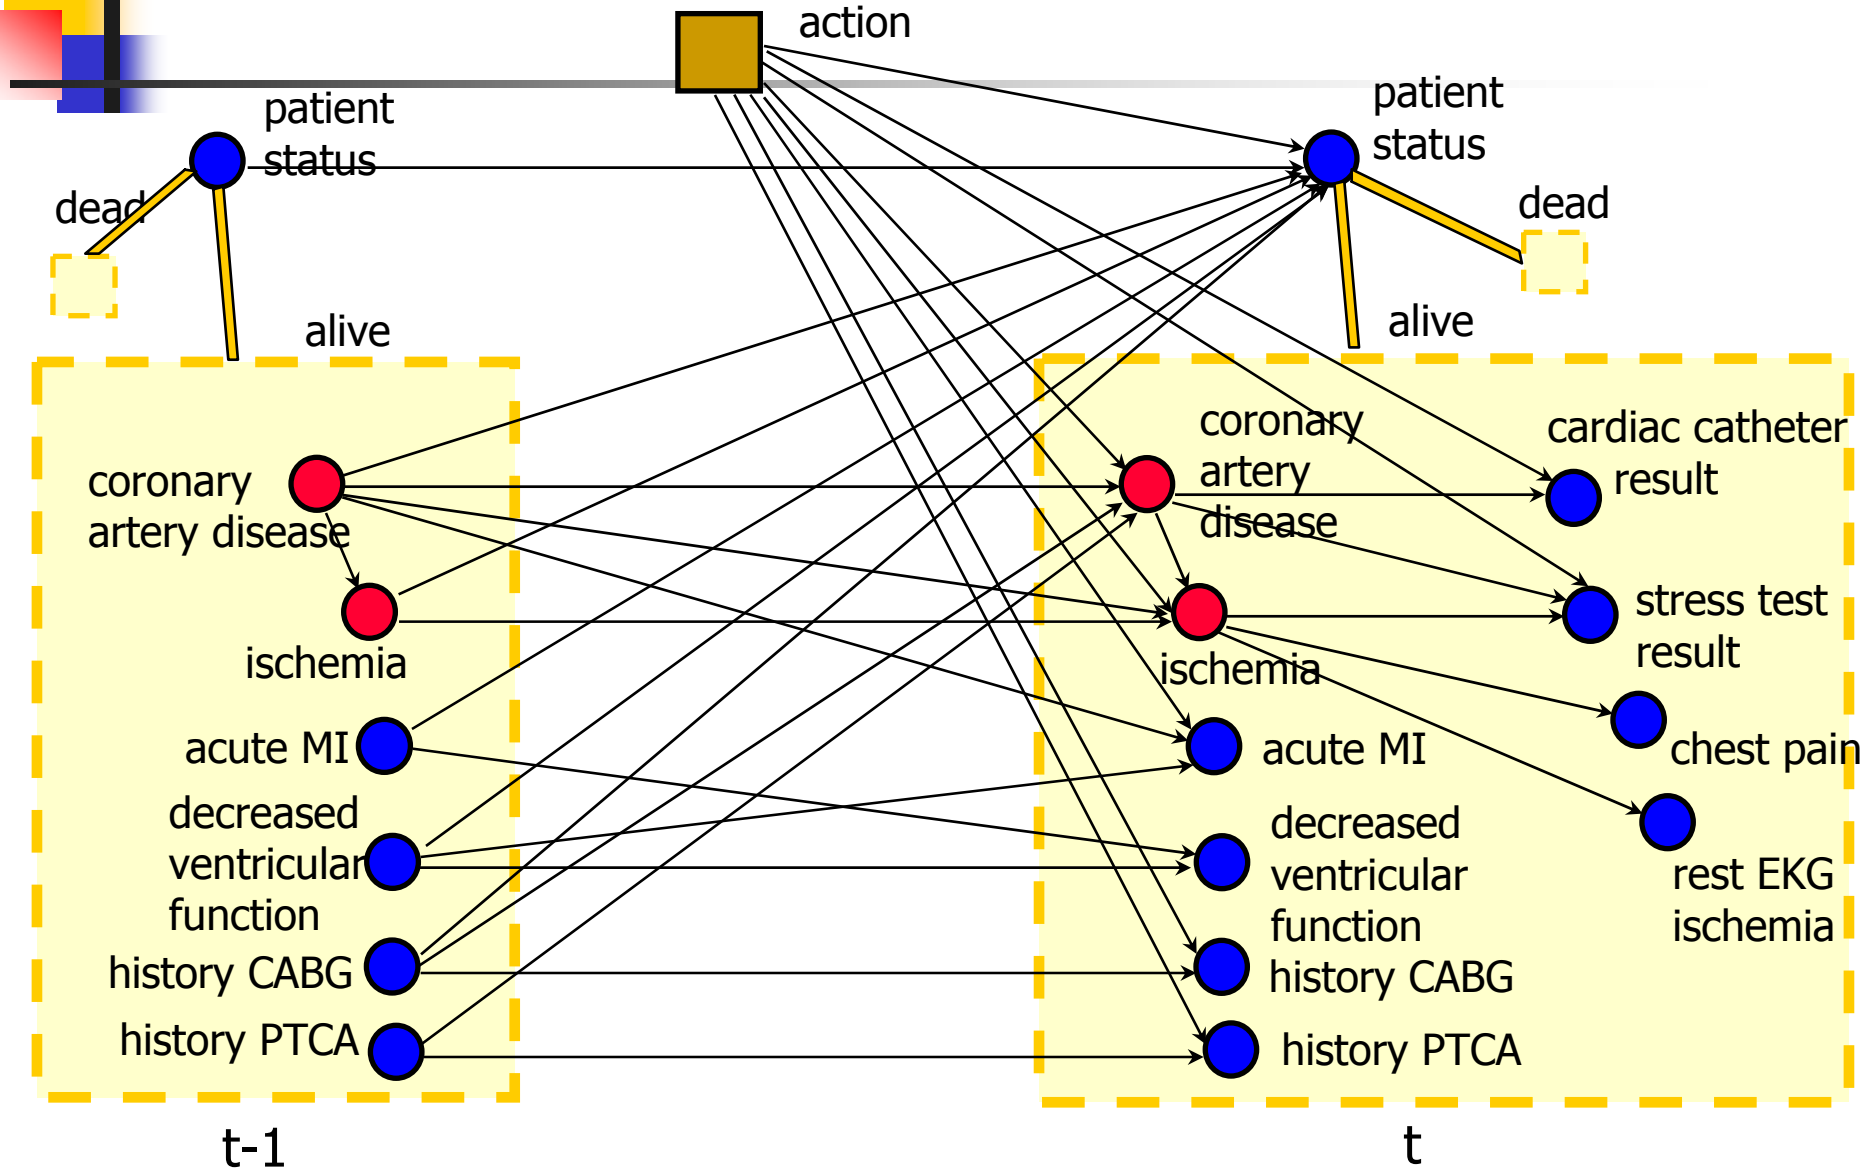 action
patient
status
dead
alive
patient
status
dead
alive
coronary
artery disease
ischemia
acute MI
decreased
ventricular
function
history CABG
history PTCA
t-1
coronary
artery
disease
ischemia
acute MI
decreased
ventricular
function
history CABG
history PTCA
cardiac catheter
result
stress test
result
chest pain
rest EKG
ischemia
t